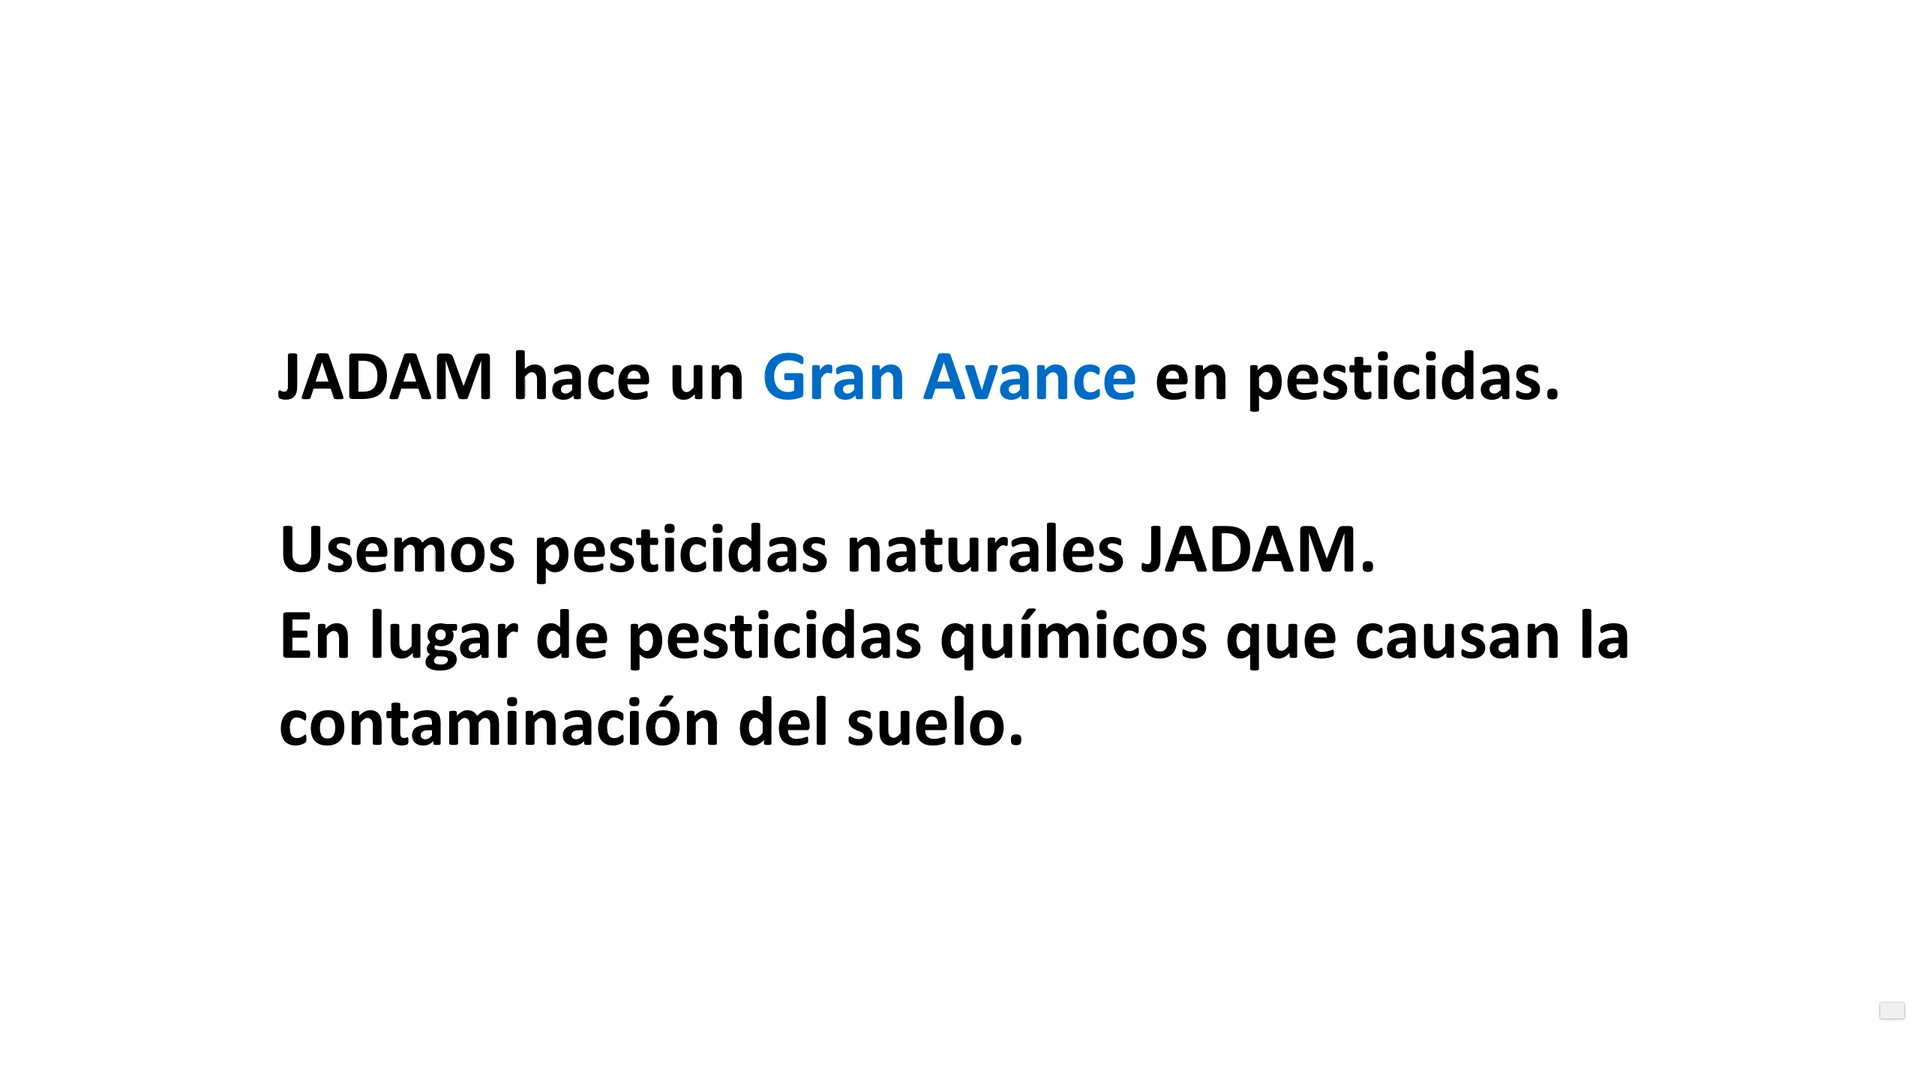 JADAM hace un Gran Avance en pesticidas.
Usemos pesticidas naturales JADAM.
En lugar de pesticidas químicos que causan la
contaminación del suelo.